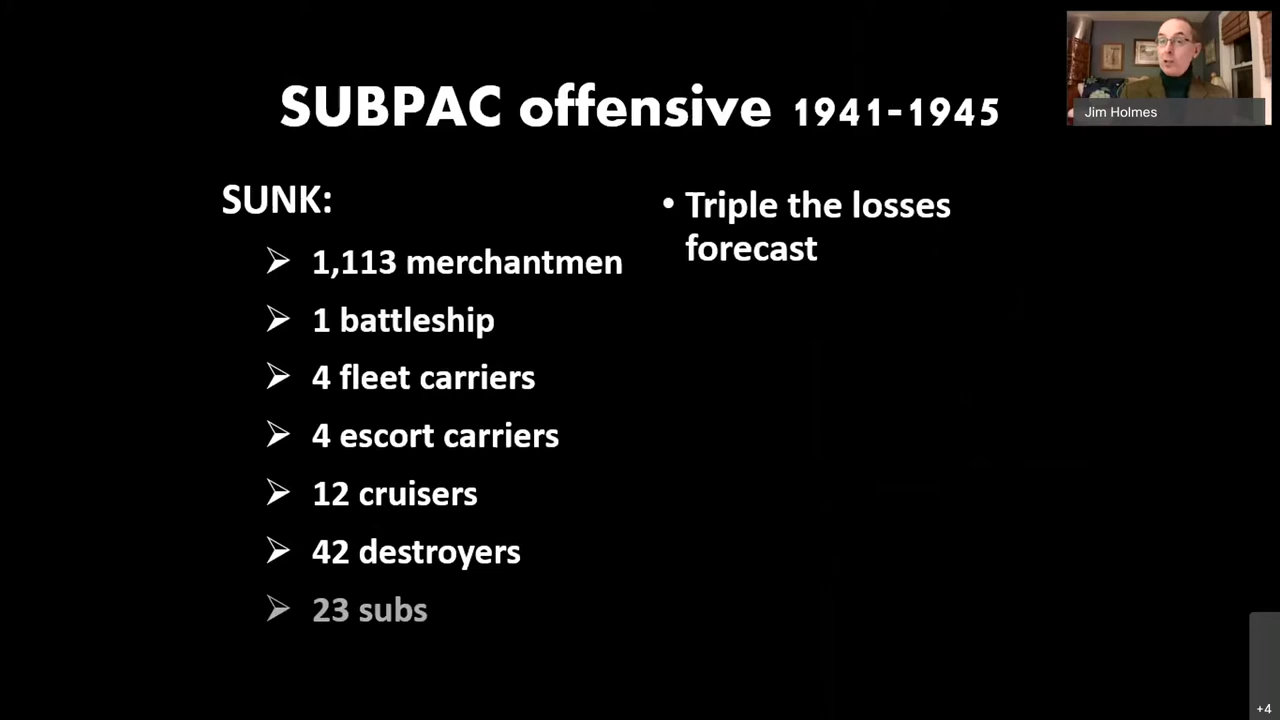 SUBPAC offensive 1941-1945
Jim Holmes
SUNK:
➢ 1,113 merchantmen
➢ 1 battleship
➢ 4 fleet carriers
➢ 4 escort carriers
➢ 12 cruisers
➢ 42 destroyers
➢ 23 subs
• Triple the losses
forecast
+4